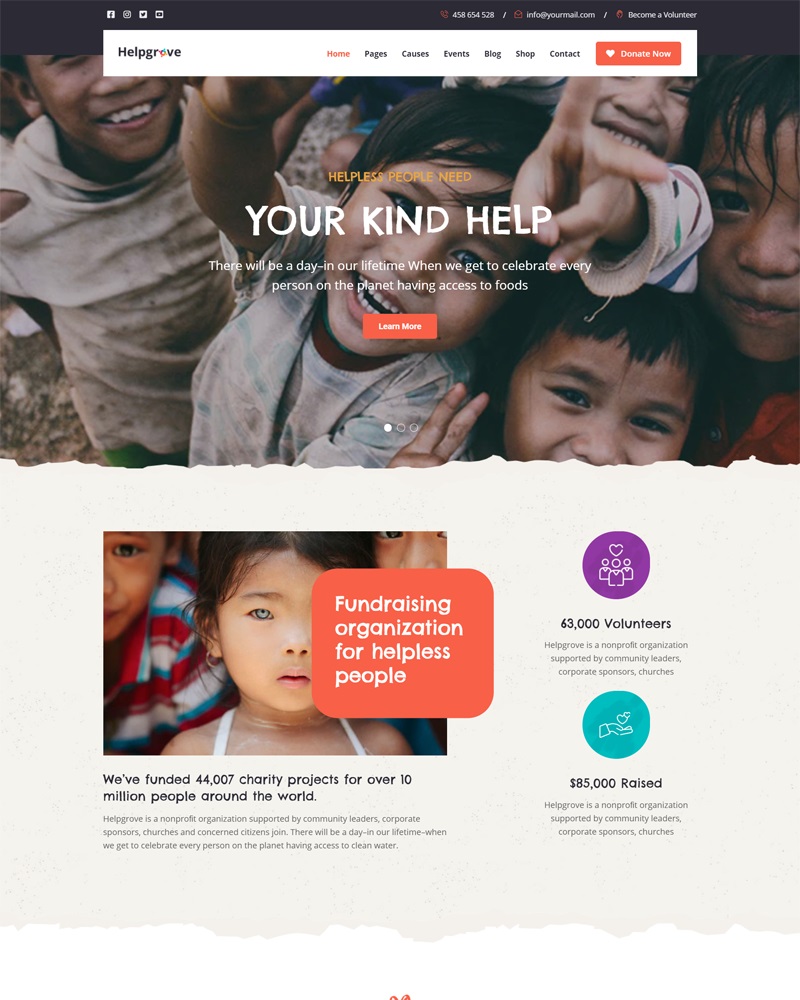 458 654 528 / info@yourmail.com / Become a Volunteer
Helpgrove
Home Pages Causes Events Blog Shop Contact Donate Now
HELPLESS PEOPLE NEED
YOUR KIND HELP
There will be a day–in our lifetime When we get to celebrate every
person on the planet having access to foods
Learn More
Fundraising
organization
for helpless
people
We've funded 44,007 charity projects for over 10
million people around the world.
Helpgrove is a nonprofit organization supported by community leaders, corporate
sponsors, churches and concerned citizens join. There will be a day–in our lifetime–when
we get to celebrate every person on the planet having access to clean water.
63,000 Volunteers
Helpgrove is a nonprofit organization
supported by community leaders,
corporate sponsors, churches
$85,000 Raised
Helpgrove is a nonprofit organization
supported by community leaders,
corporate sponsors, churches